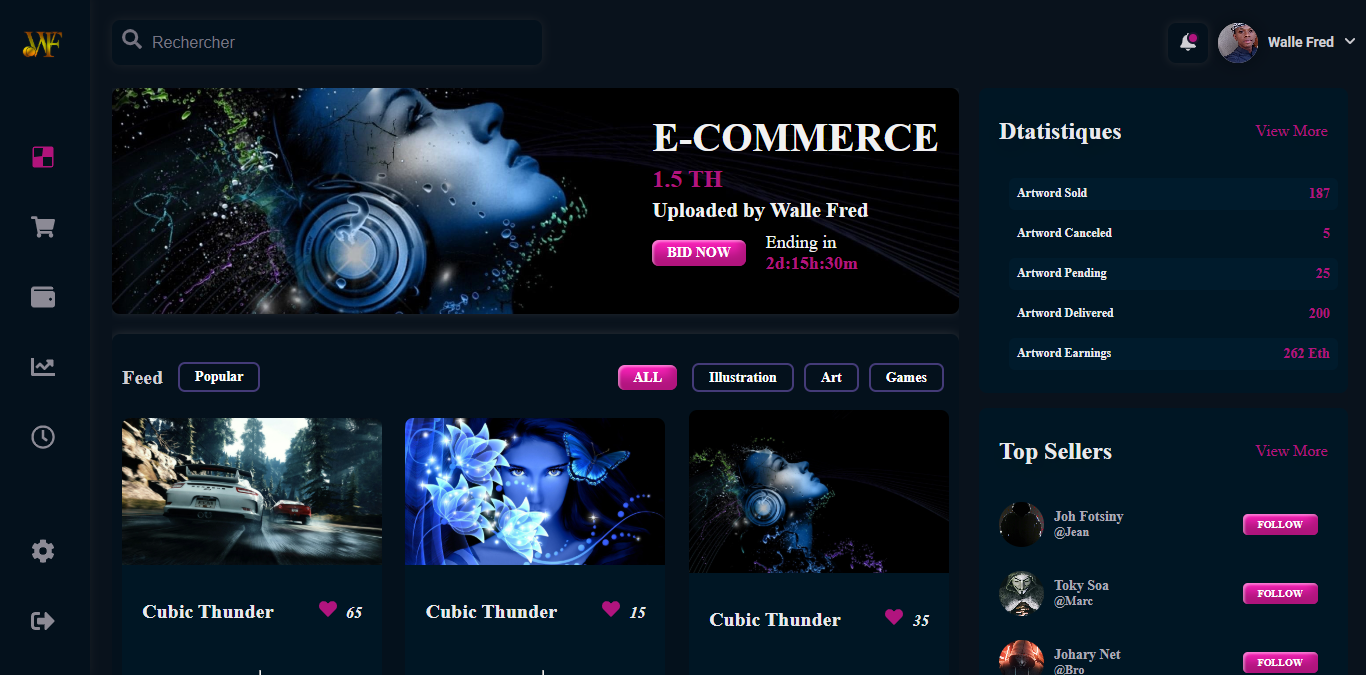 WF
Rechercher
Walle Fred
E-COMMERCE
1.5 TH
Uploaded by Walle Fred
BID NOW
Ending in
2d:15h:30m
Dtatistiques
View More
Artword Sold
187
Artword Canceled
5
Artword Pending
25
Artword Delivered
200
Artword Earnings
262 Eth
Feed
Popular
ALL
Illustration
Art
Games
Cubic Thunder
65
Cubic Thunder
15
Cubic Thunder
35
Top Sellers
View More
Joh Fotsiny
@Jean
FOLLOW
Toky Soa
@Marc
FOLLOW
Johary Net
@Bro
FOLLOW